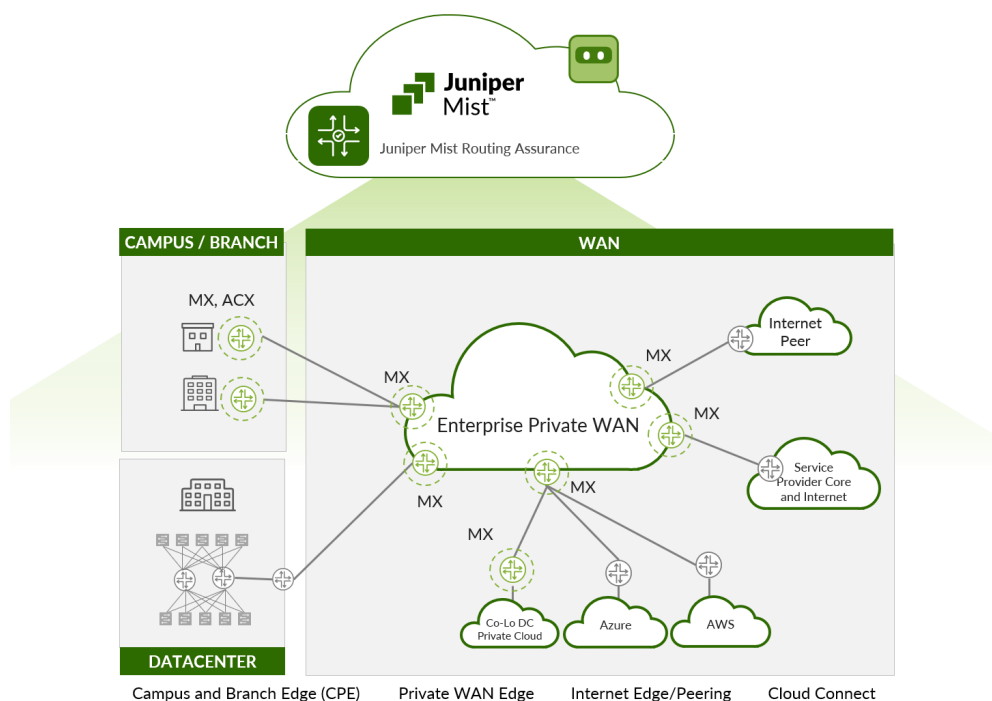 Juniper
Mist™
Juniper Mist Routing Assurance
CAMPUS / BRANCH
WAN
MX, ACX
MX
MX
Internet
Peer
Enterprise Private WAN
MX
MX
MX
Service
Provider Core
and Internet
MX
Co-Lo DC
Private Cloud
Azure
AWS
DATACENTER
Campus and Branch Edge (CPE)
Private WAN Edge
Internet Edge/Peering
Cloud Connect